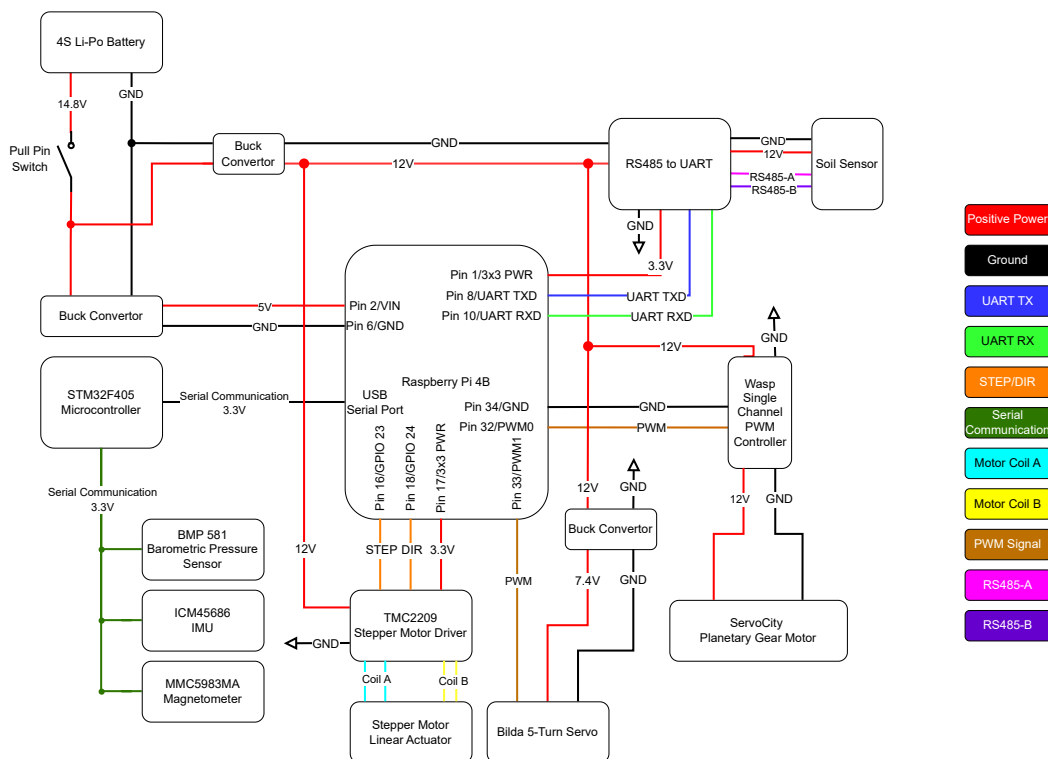 4S Li-Po Battery
14.8V
GND
Pull Pin
Switch
Buck
Convertor
GND
12V
RS485 to UART
GND
12V
RS485-A
RS485-B
Soil Sensor
GND
3.3V
Buck Convertor
5V
GND
Pin 2/VIN
Pin 6/GND
Pin 1/3x3 PWR
Pin 8/UART TXD
Pin 10/UART RXD
UART TXD
UART RXD
STM32F405
Microcontroller
Serial Communication
3.3V
USB
Serial Port
Raspberry Pi 4B
Pin 34/GND
Pin 32/PWM0
GND
PWM
12V
GND
Wasp
Single
Channel
PWM
Controller
Pin 16/GPIO 23
Pin 18/GPIO 24
Pin 17/3x3 PWR
Pin 33/PWM1
Serial Communication
3.3V
BMP 581
Barometric Pressure
Sensor
ICM45686
IMU
MMC5983MA
Magnetometer
12V
STEP
DIR
3.3V
PWM
TMC2209
Stepper Motor Driver
GND
Coil A
Coil B
Stepper Motor
Linear Actuator
12V
GND
Buck Convertor
7.4V
GND
Bilda 5-Turn Servo
12V
GND
ServoCity
Planetary Gear Motor
Positive Power
Ground
UART TX
UART RX
STEP/DIR
Serial
Communication
Motor Coil A
Motor Coil B
PWM Signal
RS485-A
RS485-B